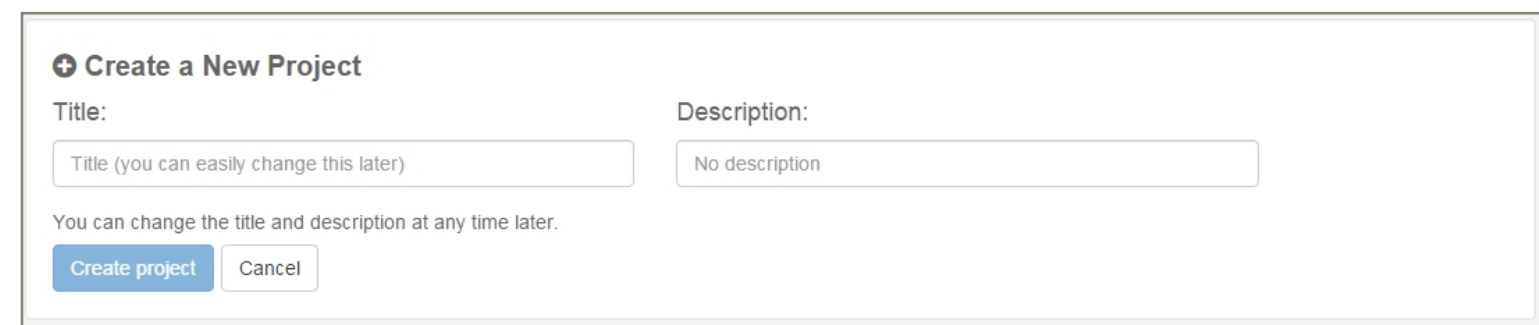 Create a New Project
Title:
Description:
Title (you can easily change this later)
No description
You can change the title and description at any time later.
Create project
Cancel